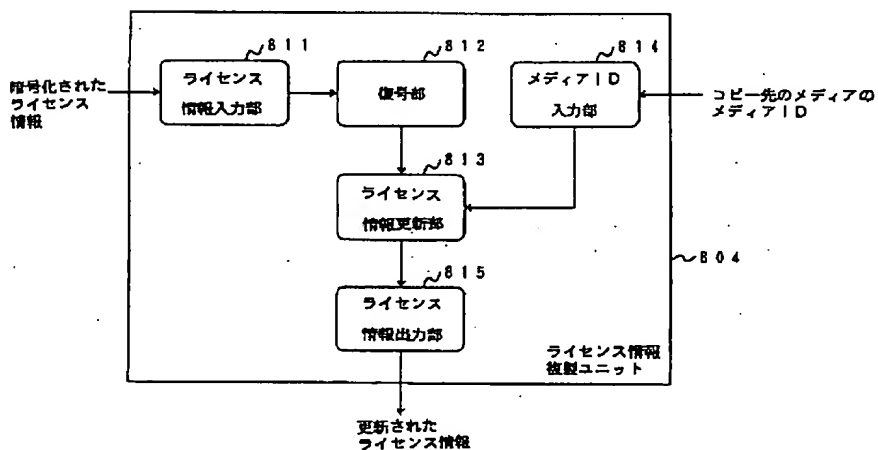 811
812
814
暗号化された
ライセンス
情報
ライセンス
情報入力部
復号部
メディアID
入力部
コピー先のメディアの
メディアID
813
ライセンス
情報更新部
804
815
ライセンス
情報出力部
ライセンス情報
複製ユニット
更新された
ライセンス情報